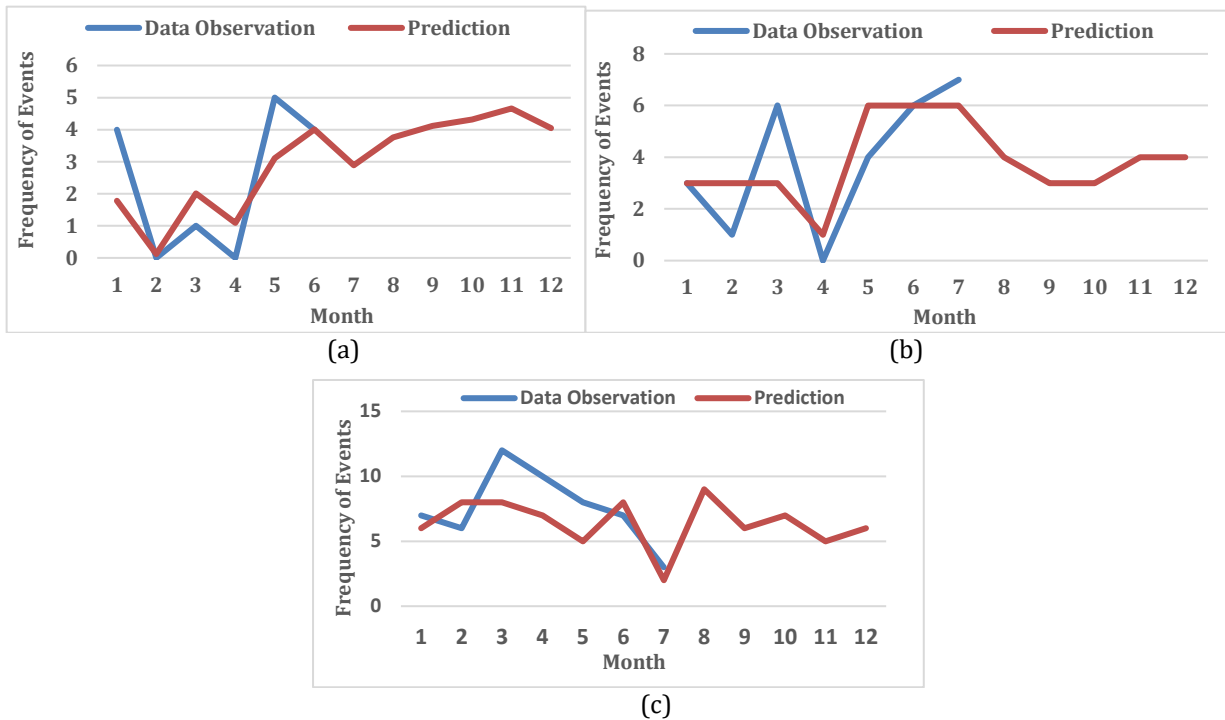 Data Observation Prediction
Frequency of Events
6
5
4
3
2
1
0
1 2 3 4 5 6 7 8 9 10 11 12
Month
(a)
Data Observation Prediction
Frequency of Events
8
6
4
2
0
1 2 3 4 5 6 7 8 9 10 11 12
Month
(b)
Data Observation Prediction
Frequency of Events
15
10
5
0
1 2 3 4 5 6 7 8 9 10 11 12
Month
(c)